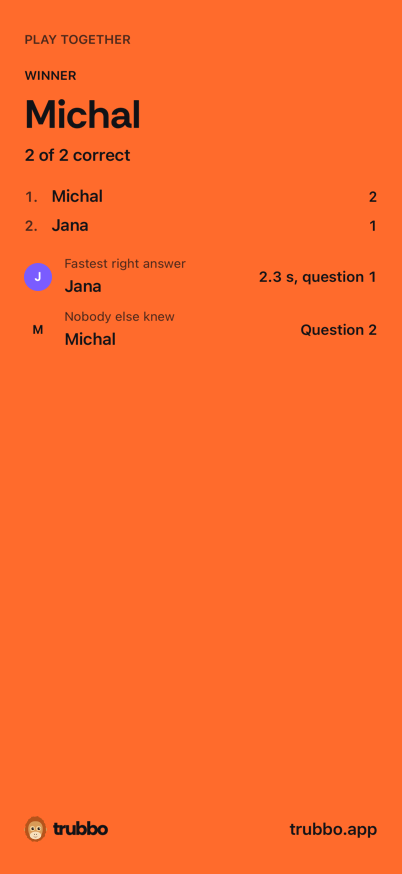 PLAY TOGETHER
WINNER
Michal
2 of 2 correct
1. Michal 2
2. Jana 1
J
Fastest right answer
Jana
2.3 s, question 1
M
Nobody else knew
Michal
Question 2
trubbo
trubbo.app